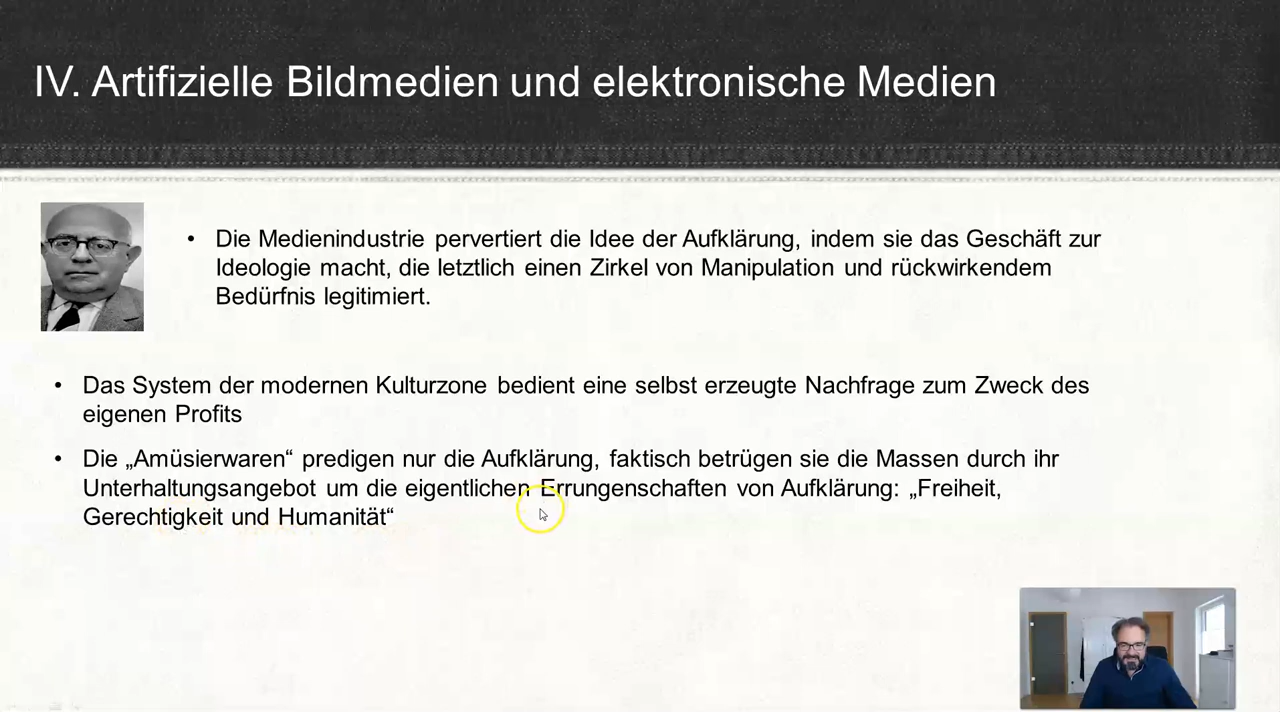 IV. Artifizielle Bildmedien und elektronische Medien
• Die Medienindustrie pervertiert die Idee der Aufklärung, indem sie das Geschäft zur
Ideologie macht, die letztlich einen Zirkel von Manipulation und rückwirkendem
Bedürfnis legitimiert.
• Das System der modernen Kulturzone bedient eine selbst erzeugte Nachfrage zum Zweck des
eigenen Profits
• Die „Amüsierwaren“ predigen nur die Aufklärung, faktisch betrügen sie die Massen durch ihr
Unterhaltungsangebot um die eigentlichen Errungenschaften von Aufklärung: „Freiheit,
Gerechtigkeit und Humanität“